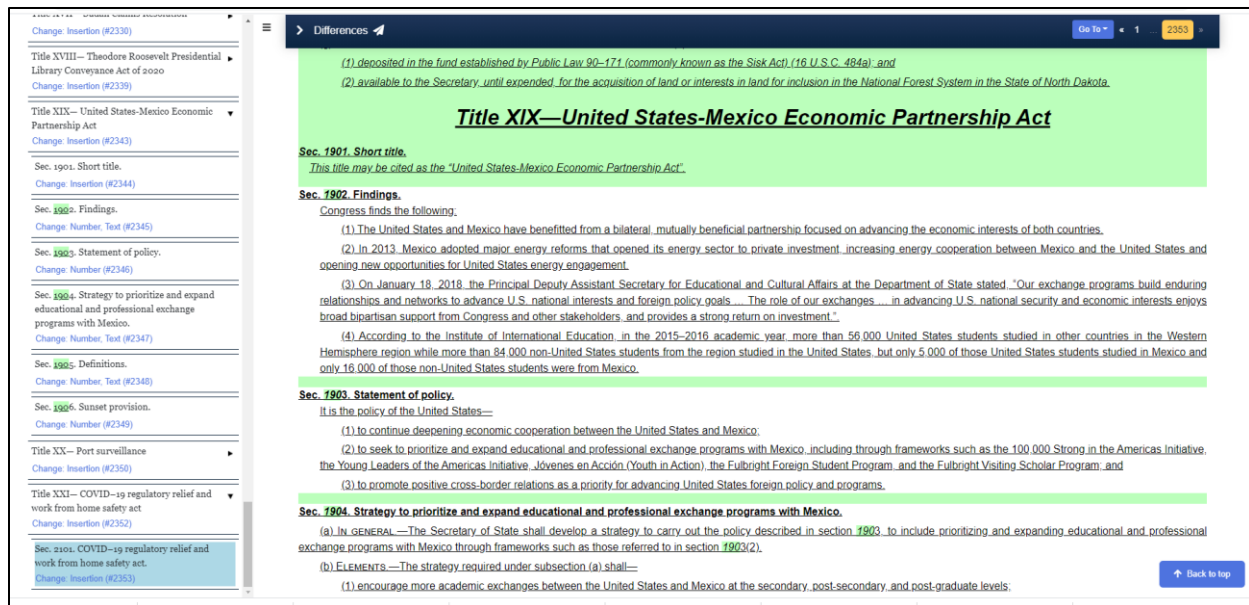 Title XVII— Sudan Claims Resolution
Change: Insertion (#2330)
Title XVIII— Theodore Roosevelt Presidential
Library Conveyance Act of 2020
Change: Insertion (#2339)
Title XIX— United States-Mexico Economic
Partnership Act
Change: Insertion (#2343)
Sec. 1901. Short title.
Change: Insertion (#2344)
Sec. 1902. Findings.
Change: Number, Text (#2345)
Sec. 1903. Statement of policy.
Change: Number (#2346)
Sec. 1904. Strategy to prioritize and expand
educational and professional exchange
programs with Mexico.
Change: Number, Text (#2347)
Sec. 1905. Definitions.
Change: Number, Text (#2348)
Sec. 1906. Sunset provision.
Change: Number (#2349)
Title XX— Port surveillance
Change: Insertion (#2350)
Title XXI— COVID–19 regulatory relief and
work from home safety act
Change: Insertion (#2352)
Sec. 2101. COVID–19 regulatory relief and
work from home safety act.
Change: Insertion (#2353)
Differences
Go To « 1 ... 2353 »
(1) deposited in the fund established by Public Law 90–171 (commonly known as the Sisk Act) (16 U.S.C. 484a); and
(2) available to the Secretary, until expended, for the acquisition of land or interests in land for inclusion in the National Forest System in the State of North Dakota.
Title XIX—United States-Mexico Economic Partnership Act
Sec. 1901. Short title.
This title may be cited as the “United States-Mexico Economic Partnership Act”.
Sec. 1902. Findings.
Congress finds the following:
(1) The United States and Mexico have benefitted from a bilateral, mutually beneficial partnership focused on advancing the economic interests of both countries.
(2) In 2013, Mexico adopted major energy reforms that opened its energy sector to private investment, increasing energy cooperation between Mexico and the United States and
opening new opportunities for United States energy engagement.
(3) On January 18, 2018, the Principal Deputy Assistant Secretary for Educational and Cultural Affairs at the Department of State stated, “Our exchange programs build enduring
relationships and networks to advance U.S. national interests and foreign policy goals ... The role of our exchanges ... in advancing U.S. national security and economic interests enjoys
broad bipartisan support from Congress and other stakeholders, and provides a strong return on investment.”.
(4) According to the Institute of International Education, in the 2015–2016 academic year, more than 56,000 United States students studied in other countries in the Western
Hemisphere region while more than 84,000 non-United States students from the region studied in the United States, but only 5,000 of those United States students studied in Mexico and
only 16,000 of those non-United States students were from Mexico.
Sec. 1903. Statement of policy.
It is the policy of the United States—
(1) to continue deepening economic cooperation between the United States and Mexico;
(2) to seek to prioritize and expand educational and professional exchange programs with Mexico, including through frameworks such as the 100,000 Strong in the Americas Initiative,
the Young Leaders of the Americas Initiative, Jóvenes en Acción (Youth in Action), the Fulbright Foreign Student Program, and the Fulbright Visiting Scholar Program; and
(3) to promote positive cross-border relations as a priority for advancing United States foreign policy and programs.
Sec. 1904. Strategy to prioritize and expand educational and professional exchange programs with Mexico.
(a) IN GENERAL.—The Secretary of State shall develop a strategy to carry out the policy described in section 1903, to include prioritizing and expanding educational and professional
exchange programs with Mexico through frameworks such as those referred to in section 1903(2).
(b) ELEMENTS.—The strategy required under subsection (a) shall—
(1) encourage more academic exchanges between the United States and Mexico at the secondary, post-secondary, and post-graduate levels;
Back to top